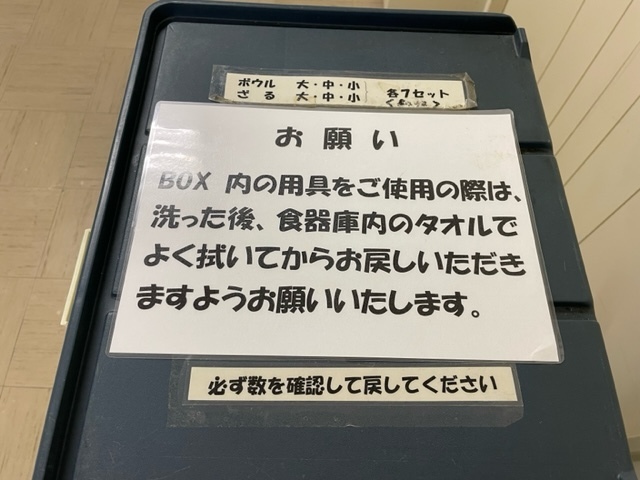 ボウル 大・中・小 各7セット
ざる 大・中・小
お願い
BOX 内の用具をご使用の際は、
洗った後、食器庫内のタオルで
よく拭いてからお戻しいただき
ますようお願いいたします。
必ず数を確認して戻してください